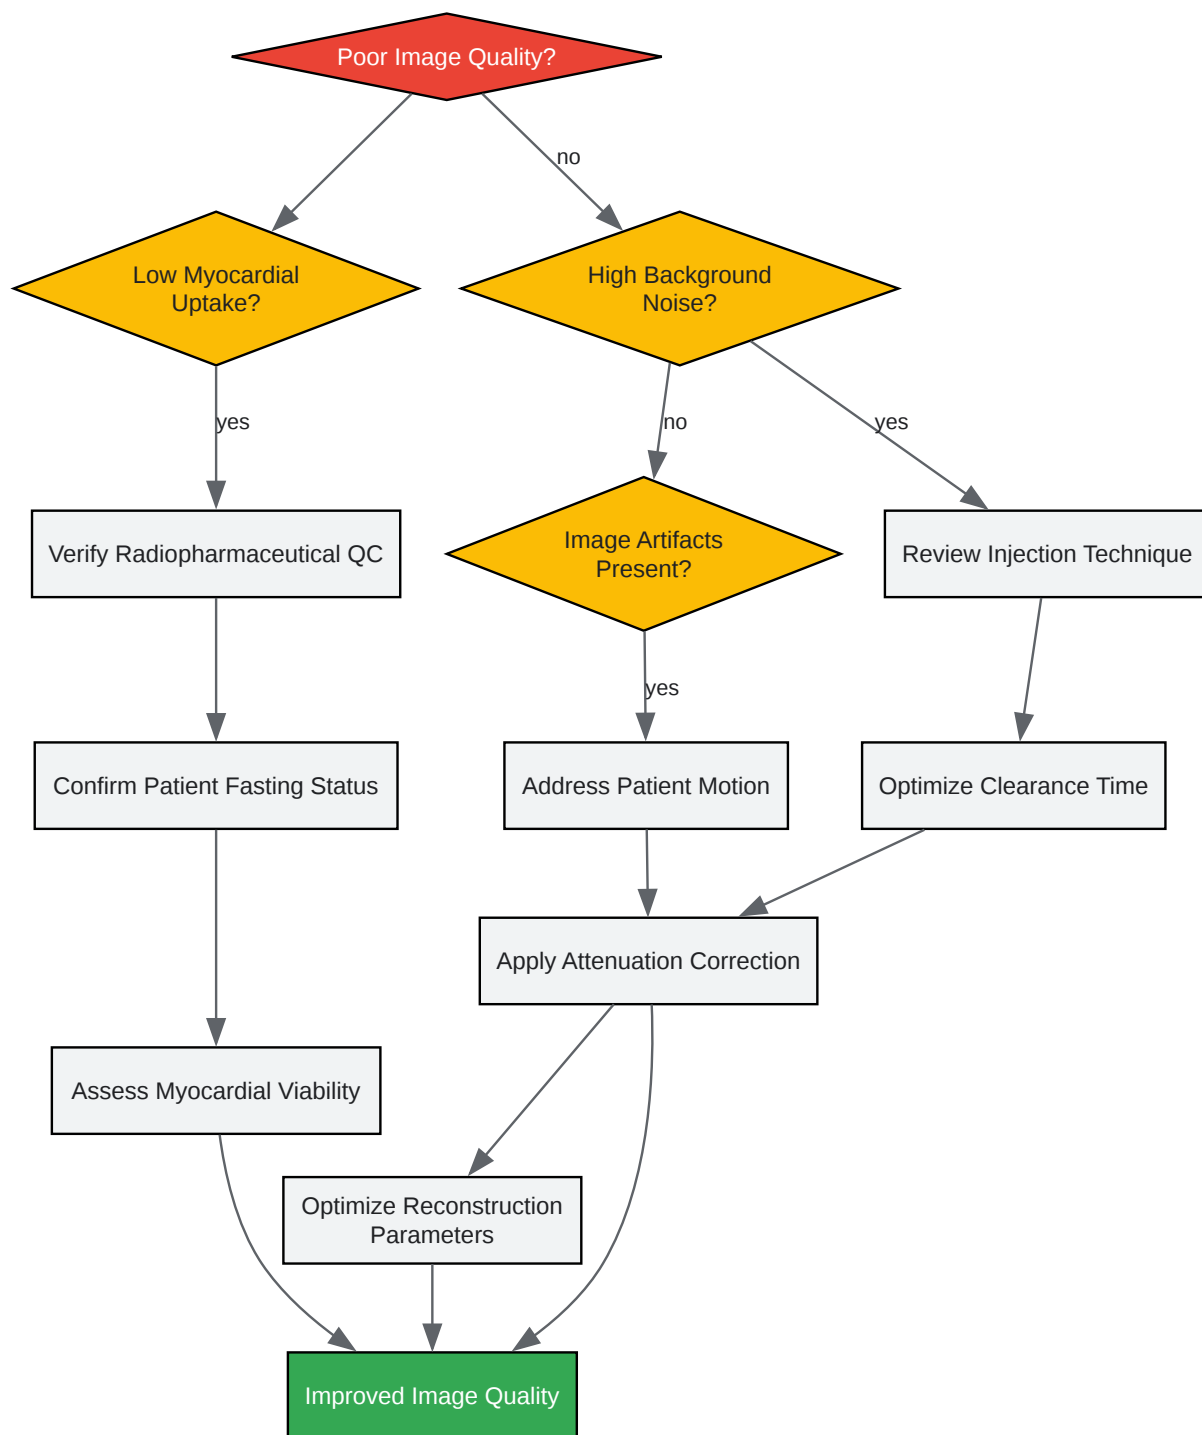 Poor Image Quality?
no
Low Myocardial
Uptake?
High Background
Noise?
yes
no
yes
Verify Radiopharmaceutical QC
Image Artifacts
Present?
Review Injection Technique
yes
Confirm Patient Fasting Status
Address Patient Motion
Optimize Clearance Time
Apply Attenuation Correction
Assess Myocardial Viability
Optimize Reconstruction
Parameters
Improved Image Quality